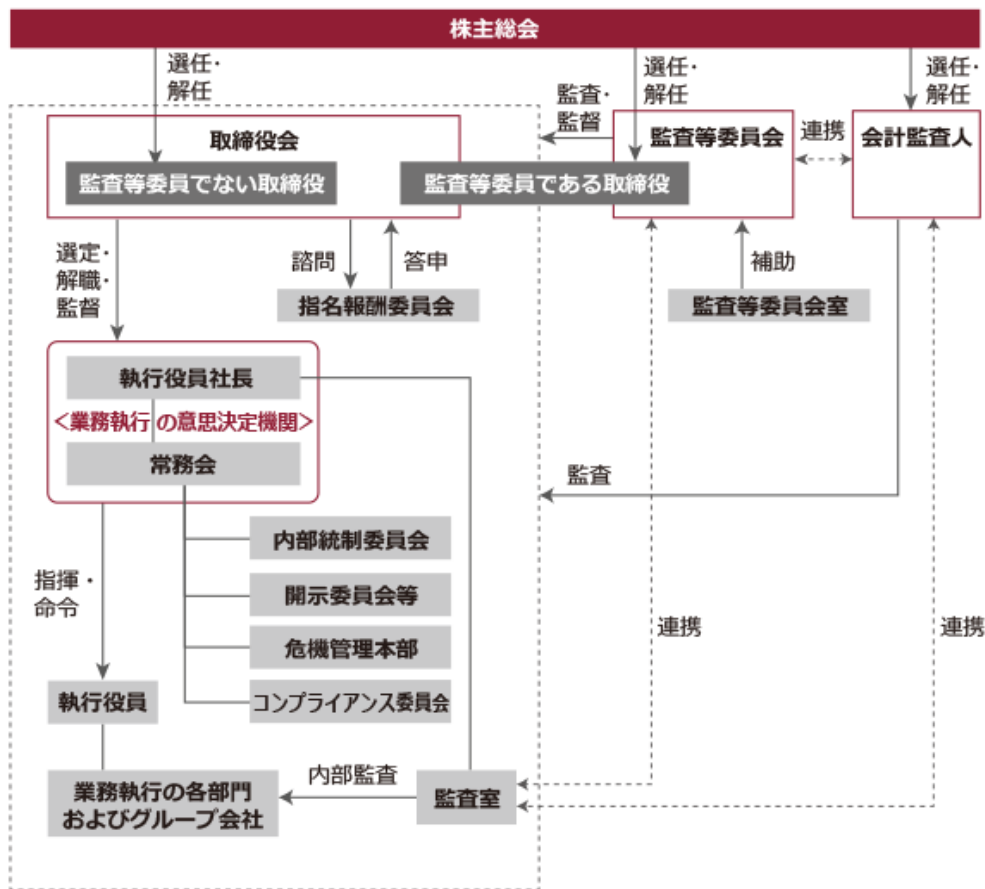 株主総会
選任・
解任
選任・
解任
選任・
解任
監査・
監督
取締役会
監査等委員会
連携
会計監査人
監査等委員でない取締役
監査等委員である取締役
選定・
解職・
監督
諮問
答申
補助
指名報酬委員会
監査等委員会室
執行役員社長
<業務執行の意思決定機関>
常務会
監査
内部統制委員会
指揮・
命令
開示委員会等
危機管理本部
連携
連携
執行役員
コンプライアンス委員会
業務執行の各部門
およびグループ会社
内部監査
監査室